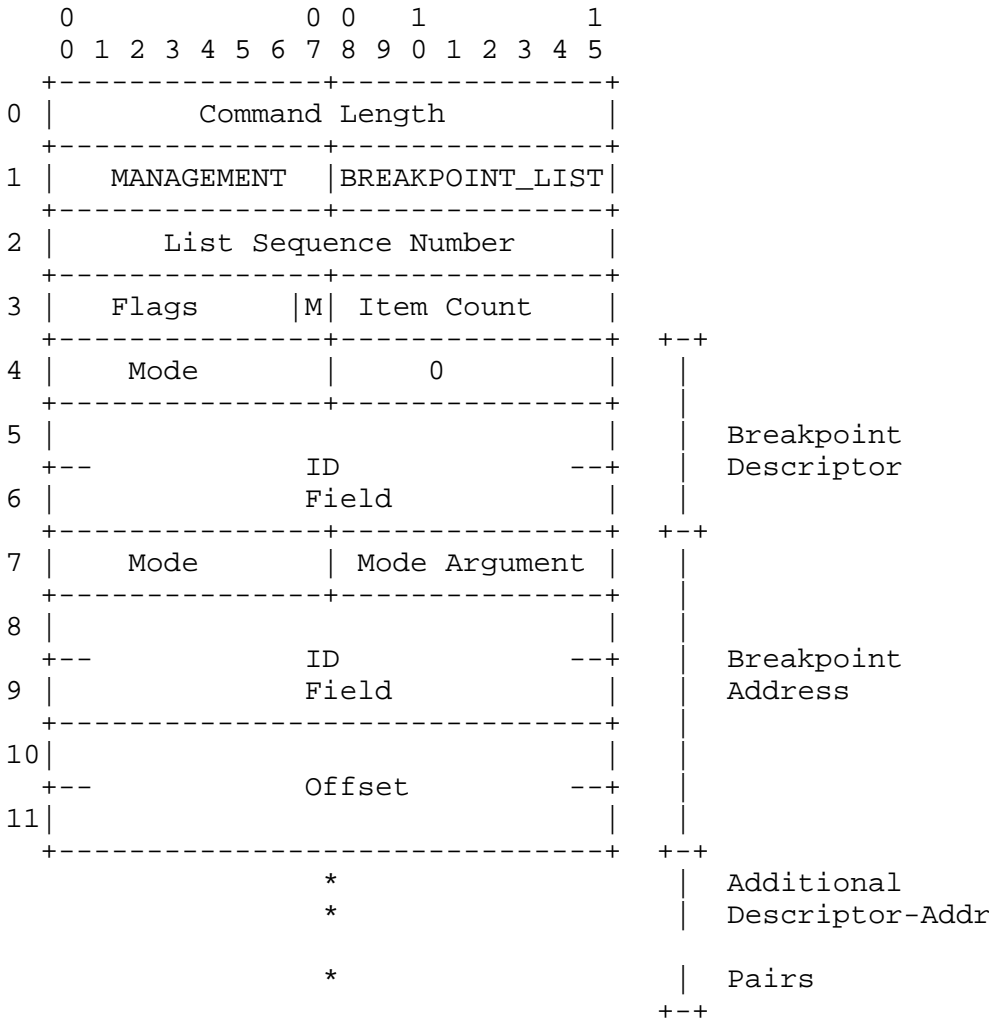 0 0 0 1 1
0 1 2 3 4 5 6 7 8 9 0 1 2 3 4 5
+---------------+---------------+
0 | Command Length |
+---------------+---------------+
1 | MANAGEMENT |BREAKPOINT_LIST|
+---------------+---------------+
2 | List Sequence Number |
+---------------+---------------+
3 | Flags |M| Item Count |
+---------------+---------------+ +-+
4 | Mode | 0 | |
+---------------+---------------+ |
5 | | | Breakpoint
+-- ID --+ | Descriptor
6 | Field | |
+---------------+---------------+ +-+
7 | Mode | Mode Argument | |
+---------------+---------------+ |
8 | | |
+-- ID --+ | Breakpoint
9 | Field | | Address
+-------------------------------+ |
10| | |
+-- Offset --+ |
11| | |
+-------------------------------+ +-+
* | Additional
* | Descriptor-Addr
* | Pairs
+-+